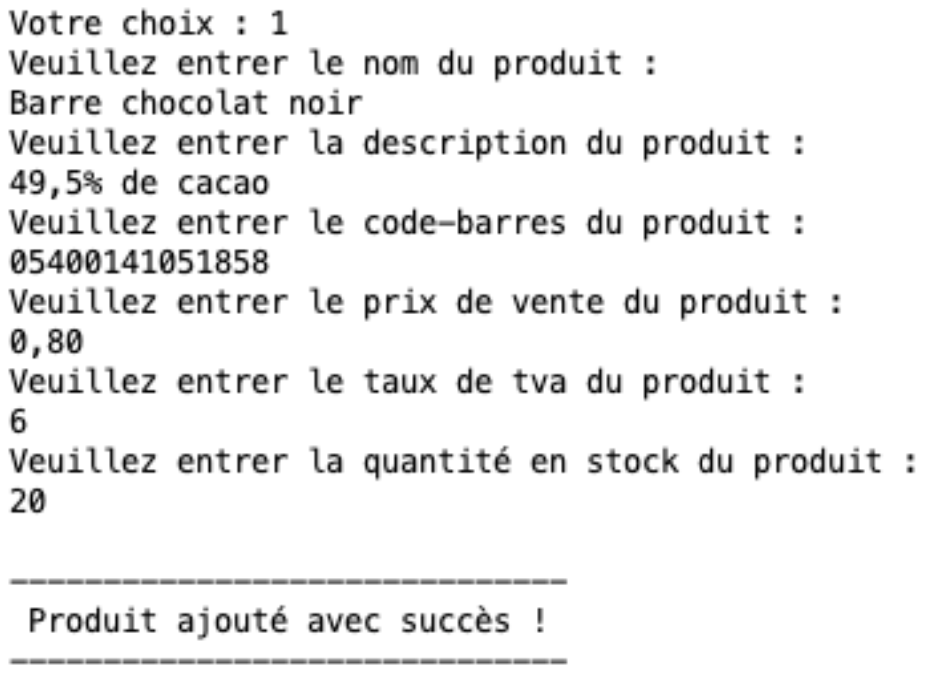 Votre choix : 1
Veuillez entrer le nom du produit :
Barre chocolat noir
Veuillez entrer la description du produit :
49,5% de cacao
Veuillez entrer le code-barres du produit :
05400141051858
Veuillez entrer le prix de vente du produit :
0,80
Veuillez entrer le taux de tva du produit :
6
Veuillez entrer la quantité en stock du produit :
20
------------------------------
Produit ajouté avec succès !
------------------------------